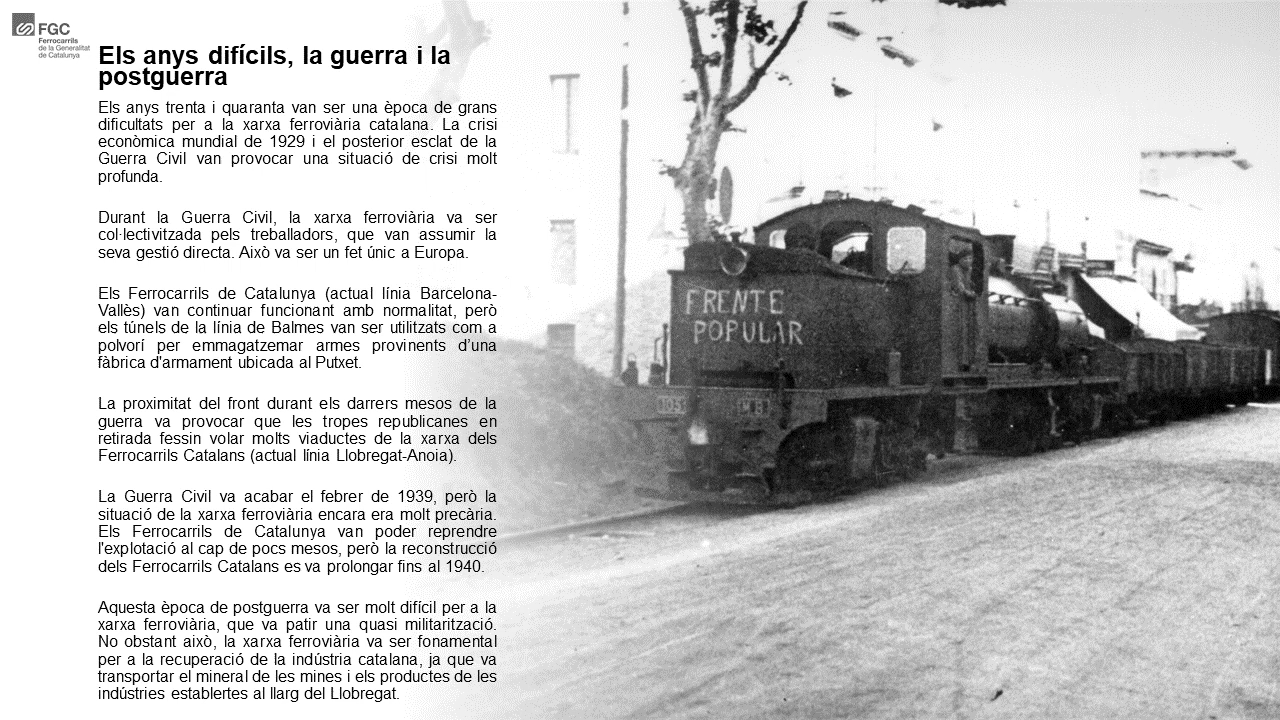 FGC
Ferrocarrils
de la Generalitat
de Catalunya
Els anys difícils, la guerra i la
postguerra
Els anys trenta i quaranta van ser una època de grans
dificultats per a la xarxa ferroviària catalana. La crisi
econòmica mundial de 1929 i el posterior esclat de la
Guerra Civil van provocar una situació de crisi molt
profunda.
Durant la Guerra Civil, la xarxa ferroviària va ser
col·lectivitzada pels treballadors, que van assumir la
seva gestió directa. Això va ser un fet únic a Europa.
Els Ferrocarrils de Catalunya (actual línia Barcelona-
Vallès) van continuar funcionant amb normalitat, però
els túnels de la línia de Balmes van ser utilitzats com a
polvorí per emmagatzemar armes provinents d’una
fàbrica d'armament ubicada al Putxet.
La proximitat del front durant els darrers mesos de la
guerra va provocar que les tropes republicanes en
retirada fessin volar molts viaductes de la xarxa dels
Ferrocarrils Catalans (actual línia Llobregat-Anoia).
La Guerra Civil va acabar el febrer de 1939, però la
situació de la xarxa ferroviària encara era molt precària.
Els Ferrocarrils de Catalunya van poder reprendre
l'explotació al cap de pocs mesos, però la reconstrucció
dels Ferrocarrils Catalans es va prolongar fins al 1940.
Aquesta època de postguerra va ser molt difícil per a la
xarxa ferroviària, que va patir una quasi militarització.
No obstant això, la xarxa ferroviària va ser fonamental
per a la recuperació de la indústria catalana, ja que va
transportar el mineral de les mines i els productes de les
indústries establertes al llarg del Llobregat.
FRENTE
POPULAR
MB